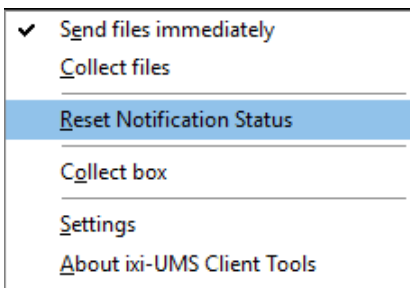 Send files immediately
Collect files
Reset Notification Status
Collect box
Settings
About ixi-UMS Client Tools